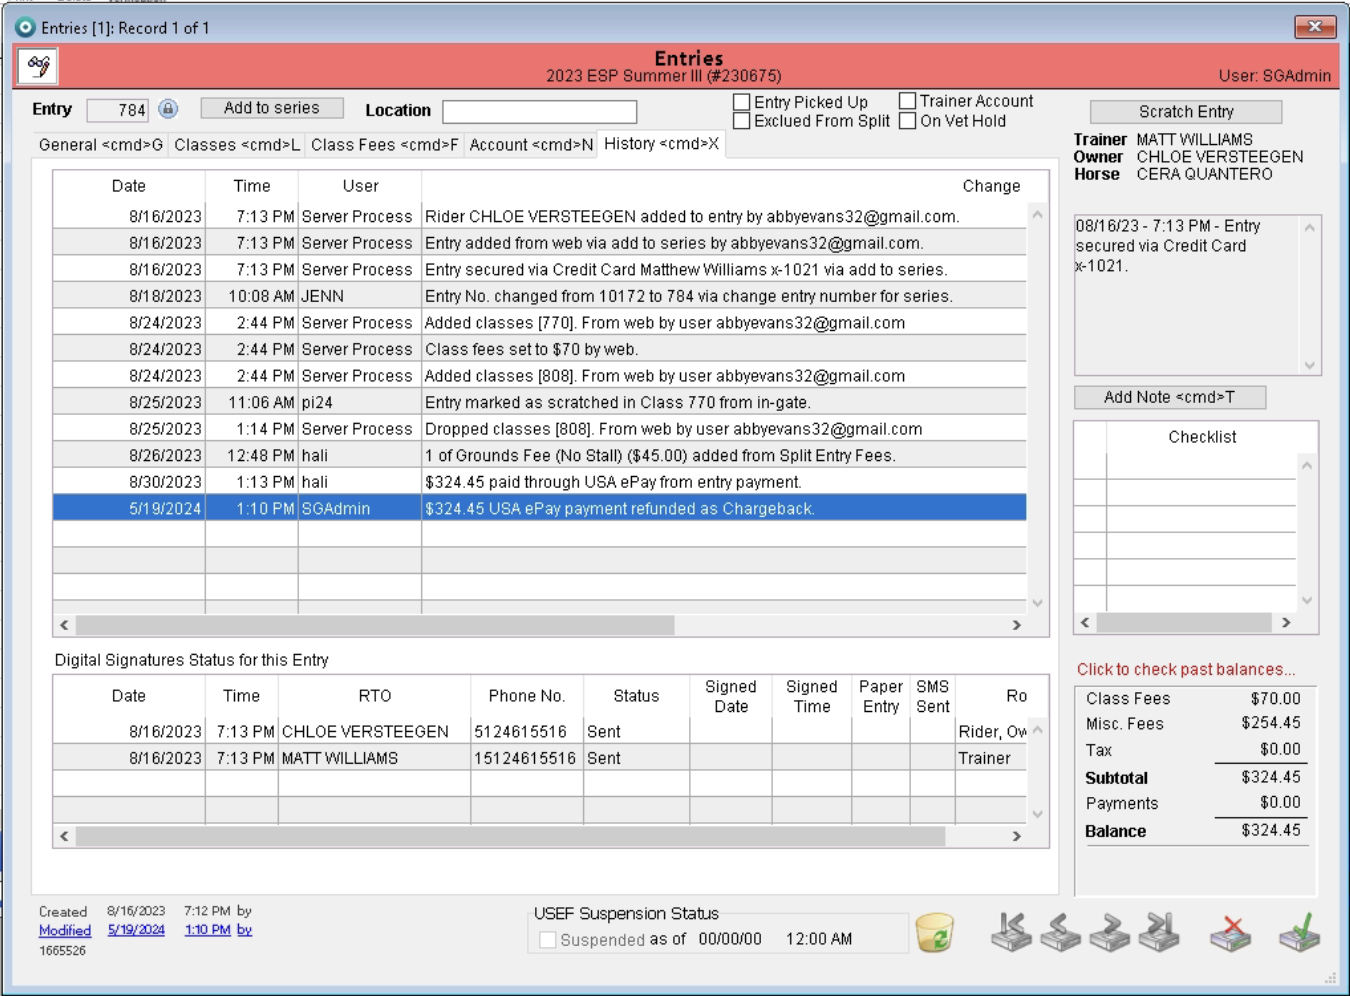 Entries [1]: Record 1 of 1
Entries
2023 ESP Summer III (#230675)
User: SGAdmin
Entry 784 Add to series Location
Entry Picked Up Trainer Account
Exclued From Split On Vet Hold
Scratch Entry
Trainer MATT WILLIAMS
Owner CHLOE VERSTEEGEN
Horse CERA QUANTERO
General <cmd>G Classes <cmd>L Class Fees <cmd>F Account <cmd>N History <cmd>X
Date Time User Change
8/16/2023 7:13 PM Server Process Rider CHLOE VERSTEEGEN added to entry by abbyevans32@gmail.com.
8/16/2023 7:13 PM Server Process Entry added from web via add to series by abbyevans32@gmail.com.
8/16/2023 7:13 PM Server Process Entry secured via Credit Card Matthew Williams x-1021 via add to series.
8/18/2023 10:08 AM JENN Entry No. changed from 10172 to 784 via change entry number for series.
8/24/2023 2:44 PM Server Process Added classes [770]. From web by user abbyevans32@gmail.com
8/24/2023 2:44 PM Server Process Class fees set to $70 by web.
8/24/2023 2:44 PM Server Process Added classes [808]. From web by user abbyevans32@gmail.com
8/25/2023 11:06 AM pi24 Entry marked as scratched in Class 770 from in-gate.
8/25/2023 1:14 PM Server Process Dropped classes [808]. From web by user abbyevans32@gmail.com
8/26/2023 12:48 PM hali 1 of Grounds Fee (No Stall) ($45.00) added from Split Entry Fees.
8/30/2023 1:13 PM hali $324.45 paid through USA ePay from entry payment.
5/19/2024 1:10 PM SGAdmin $324.45 USA ePay payment refunded as Chargeback.
08/16/23 - 7:13 PM - Entry
secured via Credit Card
x-1021.
Add Note <cmd>T
Checklist
Digital Signatures Status for this Entry
Date Time RTO Phone No. Status Signed Date Signed Time Paper Entry SMS Sent Ro
8/16/2023 7:13 PM CHLOE VERSTEEGEN 5124615516 Sent Rider, Ow
8/16/2023 7:13 PM MATT WILLIAMS 15124615516 Sent Trainer
Click to check past balances...
Class Fees $70.00
Misc. Fees $254.45
Tax $0.00
Subtotal $324.45
Payments $0.00
Balance $324.45
Created 8/16/2023 7:12 PM by
Modified 5/19/2024 1:10 PM by
1665526
USEF Suspension Status
Suspended as of 00/00/00 12:00 AM